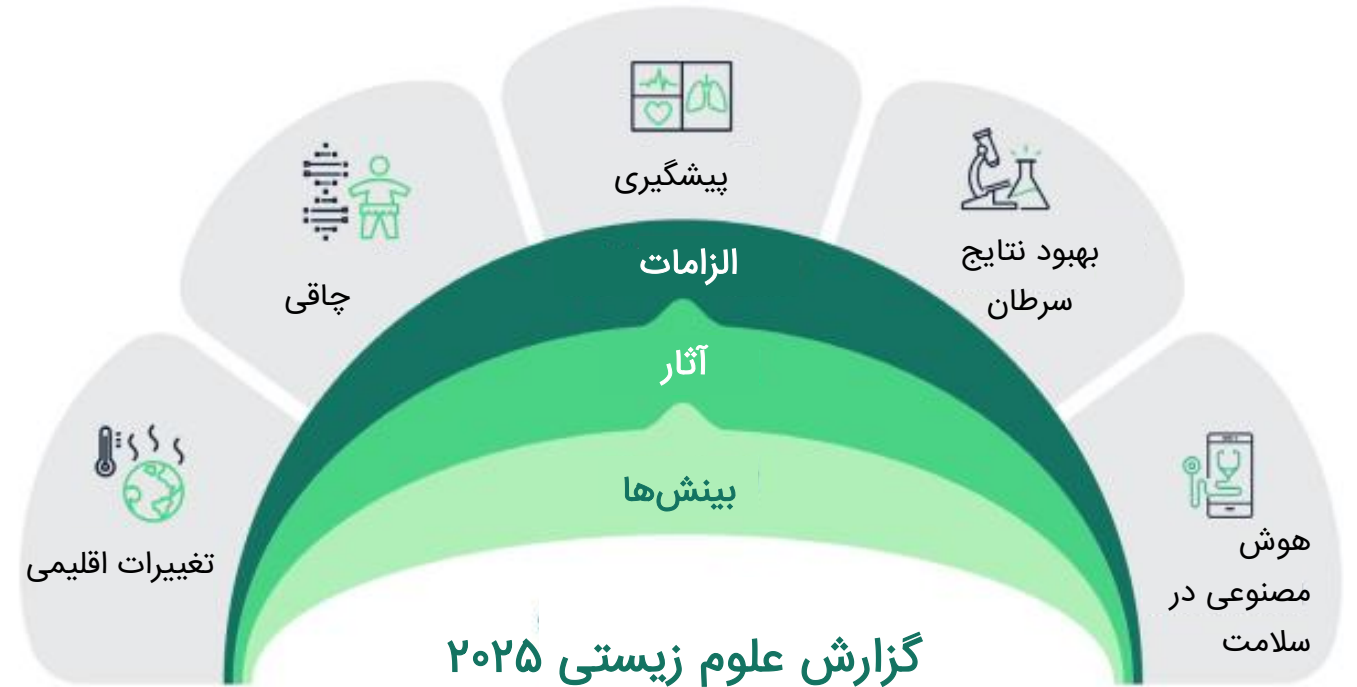 پیشگیری
بهبود نتایج
سرطان
چاقی
هوش
مصنوعی در
سلامت
تغییرات اقلیمی
الزامات
آثار
بینش‌ها
گزارش علوم زیستی ۲۰۲۵